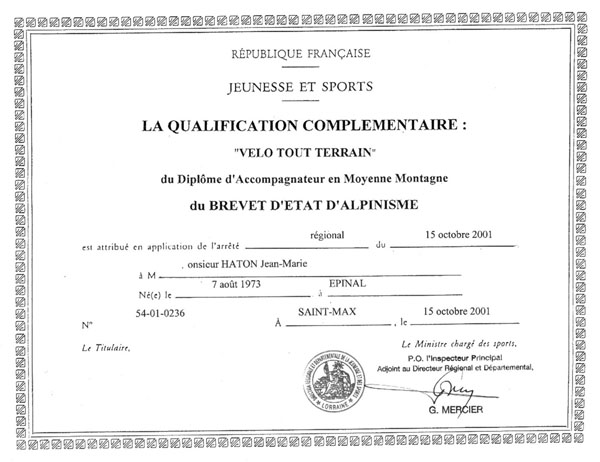 RÉPUBLIQUE FRANÇAISE
JEUNESSE ET SPORTS
LA QUALIFICATION COMPLEMENTAIRE :
"VELO TOUT TERRAIN"
du Diplôme d'Accompagnateur en Moyenne Montagne
du BREVET D'ETAT D'ALPINISME
est attribué en application de l'arrêté régional du 15 octobre 2001
à M onsieur HATON Jean-Marie
Né(e) le 7 août 1973 à EPINAL
N° 54-01-0236 À SAINT-MAX , le 15 octobre 2001
Le Titulaire, Le Ministre chargé des sports,
P.O. l'Inspecteur Principal
Adjoint au Directeur Régional et Départemental,
LORRAINE
G. MERCIER